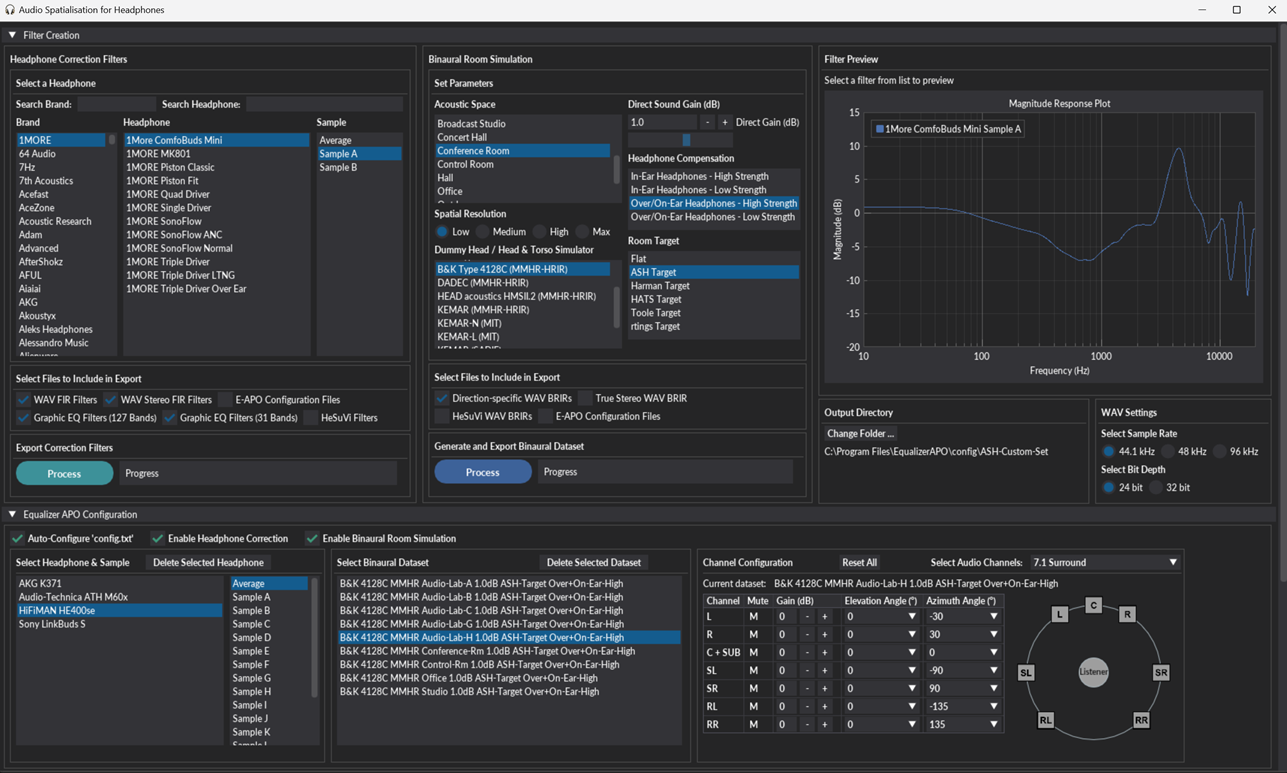 Audio Spatialisation for Headphones
Filter Creation
Headphone Correction Filters
Select a Headphone
Search Brand: Search Headphone:
Brand Headphone Sample
1MORE
64 Audio
7Hz
7th Acoustics
Acefast
AceZone
Acoustic Research
Adam
Advanced
AfterShokz
AFUL
Aiaiai
AKG
Akoustyx
Aleks Headphones
Alessandro Music
Alienware
1More ComfoBuds Mini
1MORE MK801
1MORE Piston Classic
1MORE Piston Fit
1MORE Quad Driver
1MORE Single Driver
1MORE SonoFlow
1MORE SonoFlow ANC
1MORE SonoFlow Normal
1MORE Triple Driver
1MORE Triple Driver LTNG
1MORE Triple Driver Over Ear
Average
Sample A
Sample B
Select Files to Include in Export
WAV FIR Filters WAV Stereo FIR Filters E-APO Configuration Files
Graphic EQ Filters (127 Bands) Graphic EQ Filters (31 Bands) HeSuVi Filters
Export Correction Filters
Process Progress
Binaural Room Simulation
Set Parameters
Acoustic Space
Broadcast Studio
Concert Hall
Conference Room
Control Room
Hall
Office
Spatial Resolution
Low Medium High Max
Dummy Head / Head & Torso Simulator
B&K Type 4128C (MMHR-HRIR)
DADEC (MMHR-HRIR)
HEAD acoustics HMSII.2 (MMHR-HRIR)
KEMAR (MMHR-HRIR)
KEMAR-N (MIT)
KEMAR-L (MIT)
KEMAR (SADIE)
Direct Sound Gain (dB)
1.0 - + Direct Gain (dB)
Headphone Compensation
In-Ear Headphones - High Strength
In-Ear Headphones - Low Strength
Over/On-Ear Headphones - High Strength
Over/On-Ear Headphones - Low Strength
Room Target
Flat
ASH Target
Harman Target
HATS Target
Toole Target
rtings Target
Select Files to Include in Export
Direction-specific WAV BRIRs True Stereo WAV BRIR
HeSuVi WAV BRIRs E-APO Configuration Files
Generate and Export Binaural Dataset
Process Progress
Filter Preview
Select a filter from list to preview
Magnitude Response Plot
1More ComfoBuds Mini Sample A
Magnitude (dB)
15
10
5
0
-5
-10
-15
-20
10 100 1000 10000
Frequency (Hz)
Output Directory
Change Folder ...
C:\Program Files\EqualizerAPO\config\ASH-Custom-Set
WAV Settings
Select Sample Rate
44.1 kHz 48 kHz 96 kHz
Select Bit Depth
24 bit 32 bit
Equalizer APO Configuration
Auto-Configure 'config.txt' Enable Headphone Correction Enable Binaural Room Simulation
Select Headphone & Sample Delete Selected Headphone
AKG K371
Audio-Technica ATH M60x
HiFiMAN HE400se
Sony LinkBuds S
Average
Sample A
Sample B
Sample C
Sample D
Sample E
Sample F
Sample G
Sample H
Sample I
Sample J
Sample K
Sample L
Select Binaural Dataset Delete Selected Dataset
B&K 4128C MMHR Audio-Lab-A 1.0dB ASH-Target Over+On-Ear-High
B&K 4128C MMHR Audio-Lab-B 1.0dB ASH-Target Over+On-Ear-High
B&K 4128C MMHR Audio-Lab-C 1.0dB ASH-Target Over+On-Ear-High
B&K 4128C MMHR Audio-Lab-G 1.0dB ASH-Target Over+On-Ear-High
B&K 4128C MMHR Audio-Lab-H 1.0dB ASH-Target Over+On-Ear-High
B&K 4128C MMHR Conference-Rm 1.0dB ASH-Target Over+On-Ear-High
B&K 4128C MMHR Control-Rm 1.0dB ASH-Target Over+On-Ear-High
B&K 4128C MMHR Office 1.0dB ASH-Target Over+On-Ear-High
B&K 4128C MMHR Studio 1.0dB ASH-Target Over+On-Ear-High
Channel Configuration Reset All Select Audio Channels: 7.1 Surround
Current dataset: B&K 4128C MMHR Audio-Lab-H 1.0dB ASH-Target Over+On-Ear-High
Channel Mute Gain (dB) Elevation Angle (°) Azimuth Angle (°)
L M 0 - + 0 -30
R M 0 - + 0 30
C + SUB M 0 - + 0 0
SL M 0 - + 0 -90
SR M 0 - + 0 90
RL M 0 - + 0 -135
RR M 0 - + 0 135
L C R
SL Listener SR
RL RR